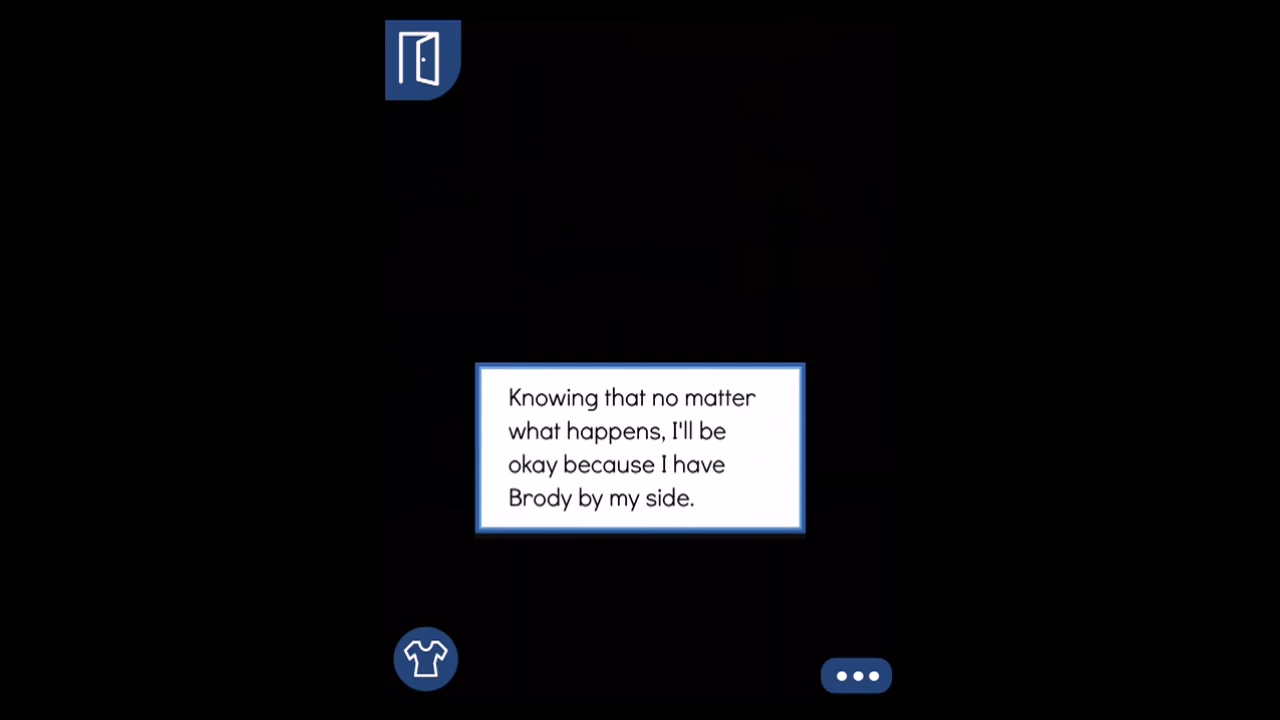 Knowing that no matter
what happens, I'll be
okay because I have
Brody by my side.